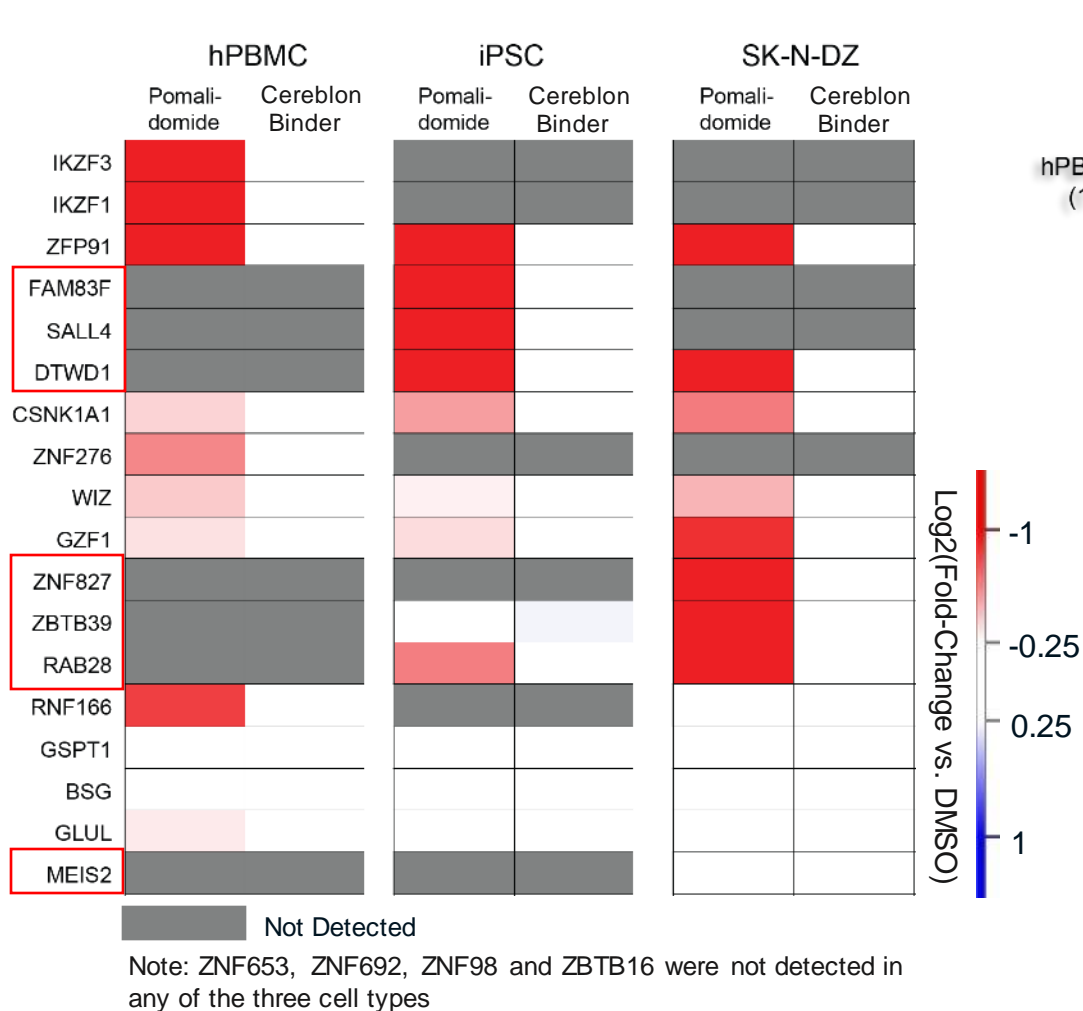 hPBMC
iPSC
SK-N-DZ
Pomali-
domide
Cereblon
Binder
Pomali-
domide
Cereblon
Binder
Pomali-
domide
Cereblon
Binder
IKZF3
IKZF1
ZFP91
FAM83F
SALL4
DTWD1
CSNK1A1
ZNF276
WIZ
GZF1
ZNF827
ZBTB39
RAB28
RNF166
GSPT1
BSG
GLUL
MEIS2
Log2(Fold-Change vs. DMSO)
-1
-0.25
0.25
1
Not Detected
Note: ZNF653, ZNF692, ZNF98 and ZBTB16 were not detected in
any of the three cell types